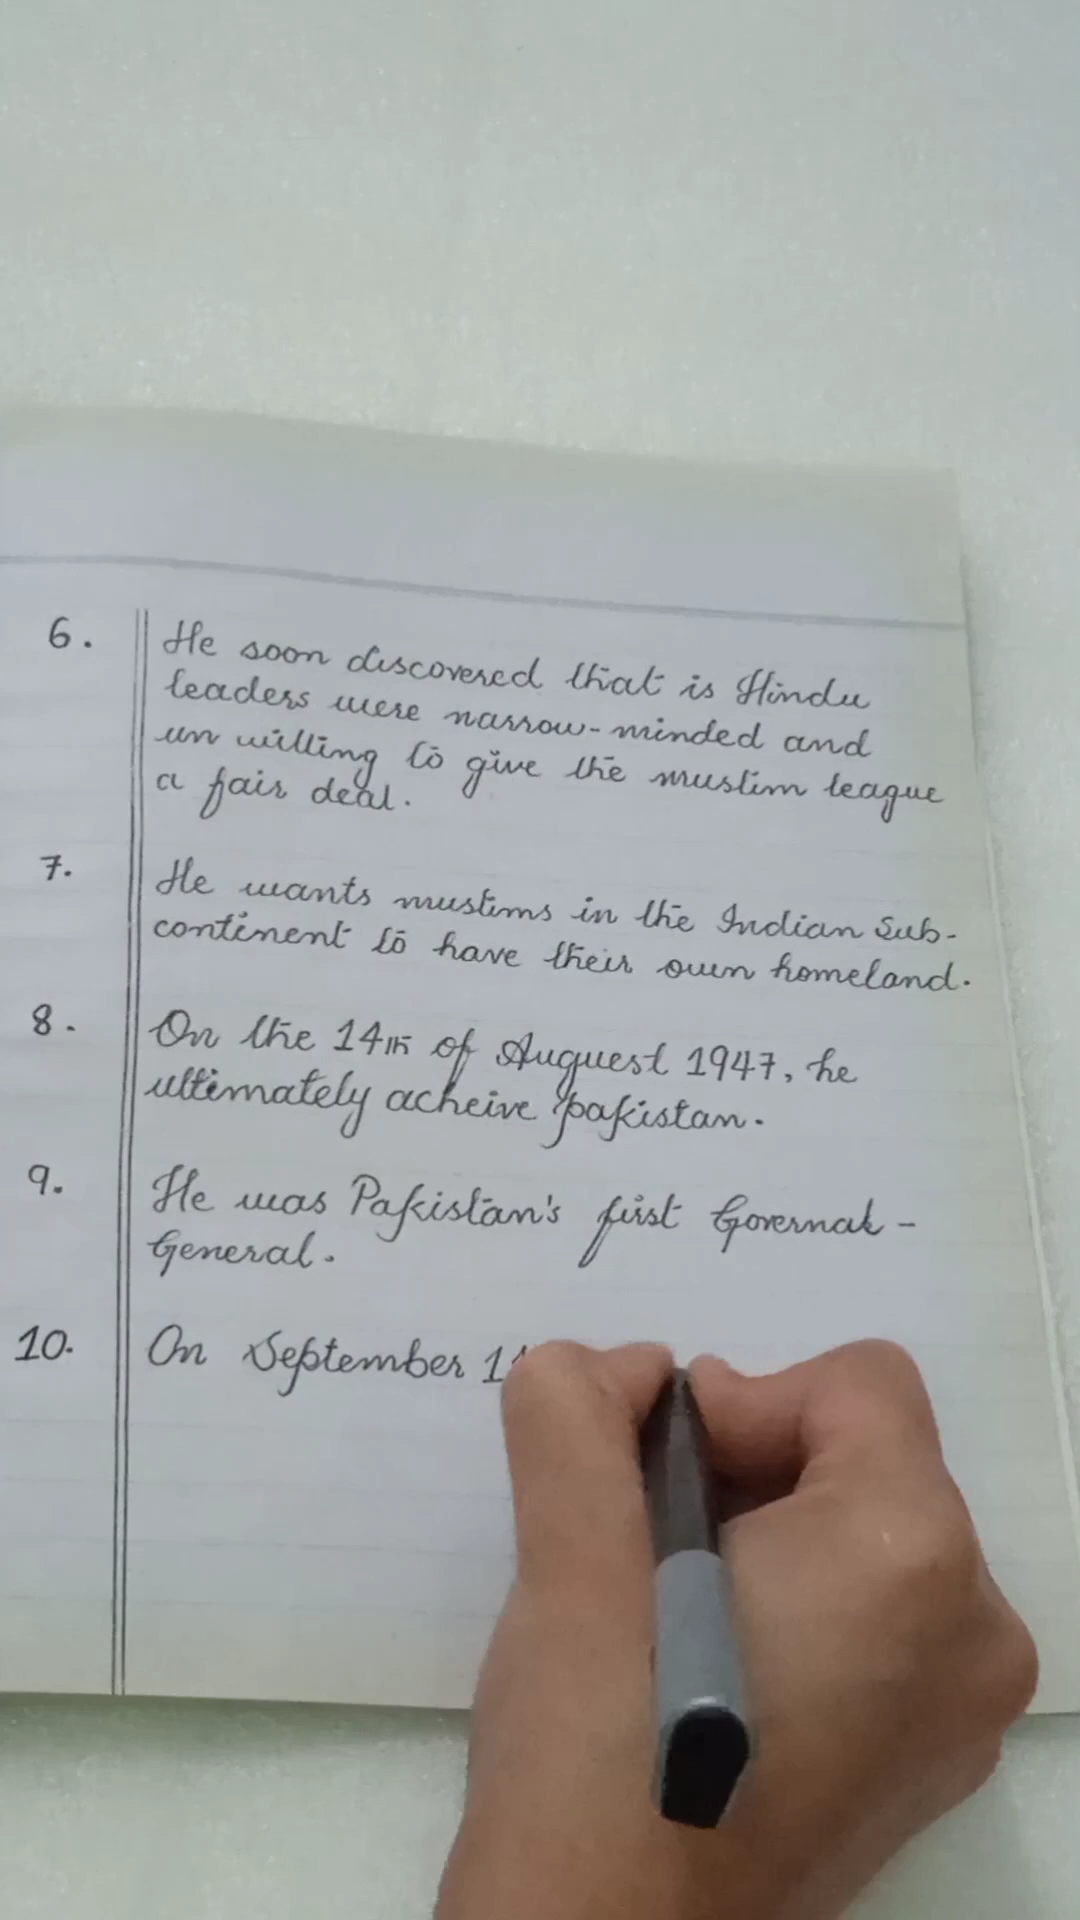 6. He soon discovered that is Hindu
leaders were narrow-minded and
un willing to give the muslim league
a fair deal.
7. He wants muslims in the Indian Sub-
continent to have their own homeland.
8. On the 14th of Auguest 1947, he
ultimately acheive pakistan.
9. He was Pakistan's first Governal-
General.
10. On September